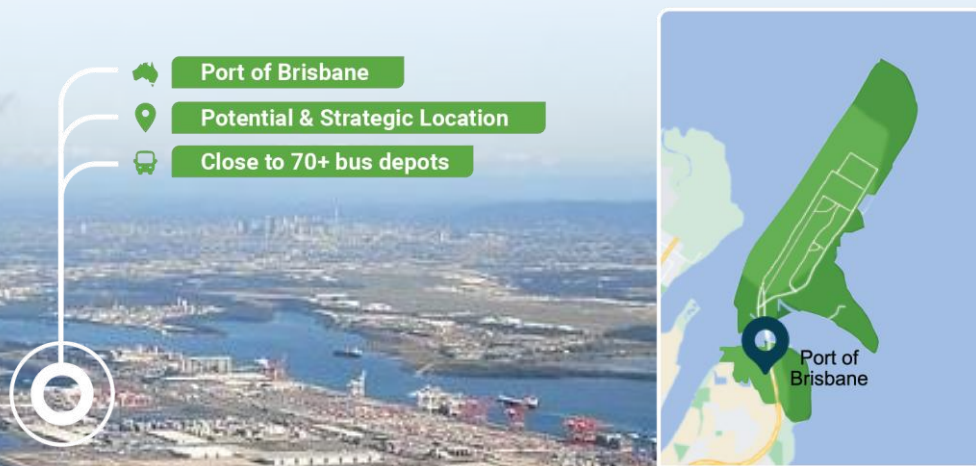 Port of Brisbane
Potential & Strategic Location
Close to 70+ bus depots
Port of
Brisbane